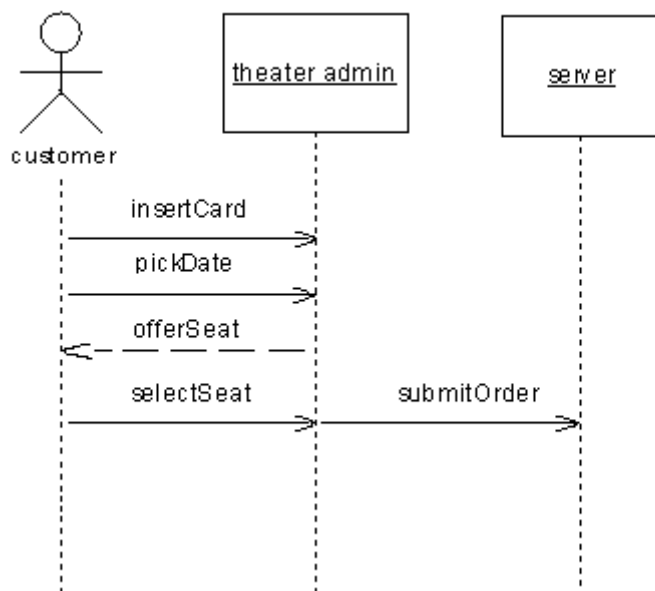 theater admin
server
customer
insertCard
pickDate
offerSeat
selectSeat
submitOrder